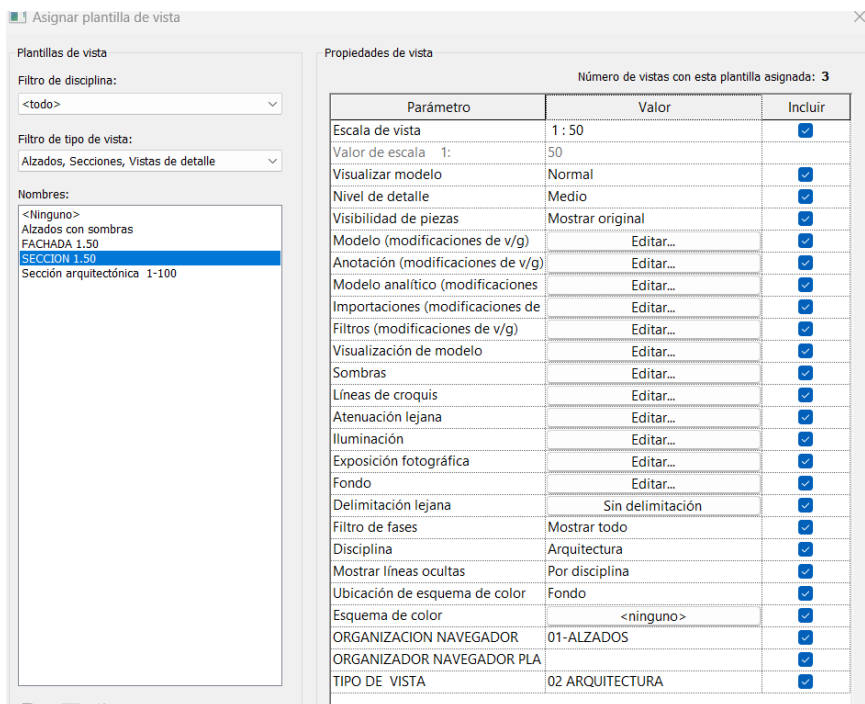 Asignar plantilla de vista
Plantillas de vista
Filtro de disciplina:
<todo>
Filtro de tipo de vista:
Alzados, Secciones, Vistas de detalle
Nombres:
<Ninguno>
Alzados con sombras
FACHADA 1.50
SECCION 1.50
Sección arquitectónica 1-100
Propiedades de vista
Número de vistas con esta plantilla asignada: 3
Parámetro Valor Incluir
Escala de vista 1 : 50
Valor de escala 1: 50
Visualizar modelo Normal
Nivel de detalle Medio
Visibilidad de piezas Mostrar original
Modelo (modificaciones de v/g) Editar...
Anotación (modificaciones de v/g) Editar...
Modelo analítico (modificaciones Editar...
Importaciones (modificaciones de Editar...
Filtros (modificaciones de v/g) Editar...
Visualización de modelo Editar...
Sombras Editar...
Líneas de croquis Editar...
Atenuación lejana Editar...
Iluminación Editar...
Exposición fotográfica Editar...
Fondo Editar...
Delimitación lejana Sin delimitación
Filtro de fases Mostrar todo
Disciplina Arquitectura
Mostrar líneas ocultas Por disciplina
Ubicación de esquema de color Fondo
Esquema de color <ninguno>
ORGANIZACION NAVEGADOR 01-ALZADOS
ORGANIZADOR NAVEGADOR PLA
TIPO DE VISTA 02 ARQUITECTURA